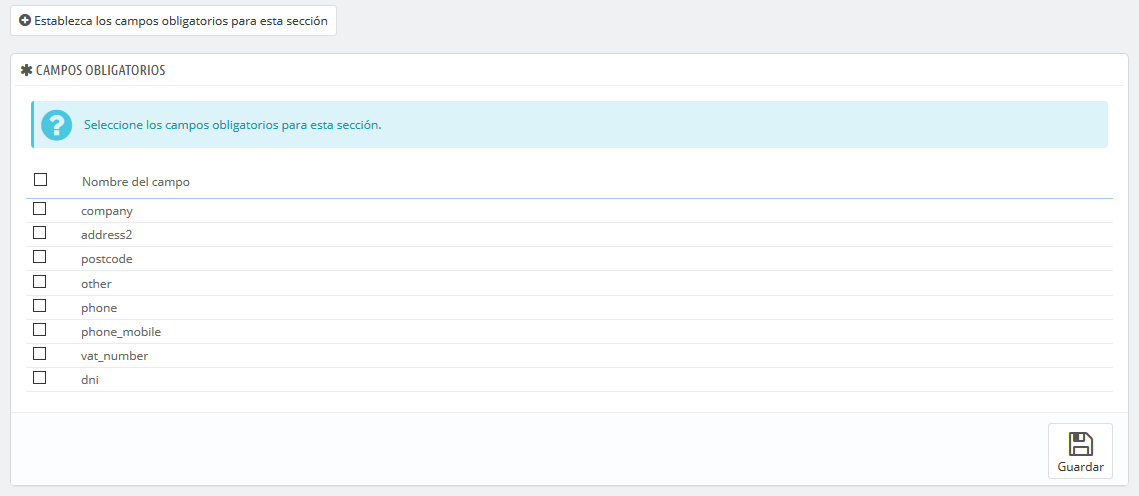 Establezca los campos obligatorios para esta sección
CAMPOS OBLIGATORIOS
Seleccione los campos obligatorios para esta sección.
Nombre del campo
company
address2
postcode
other
phone
phone_mobile
vat_number
dni
Guardar